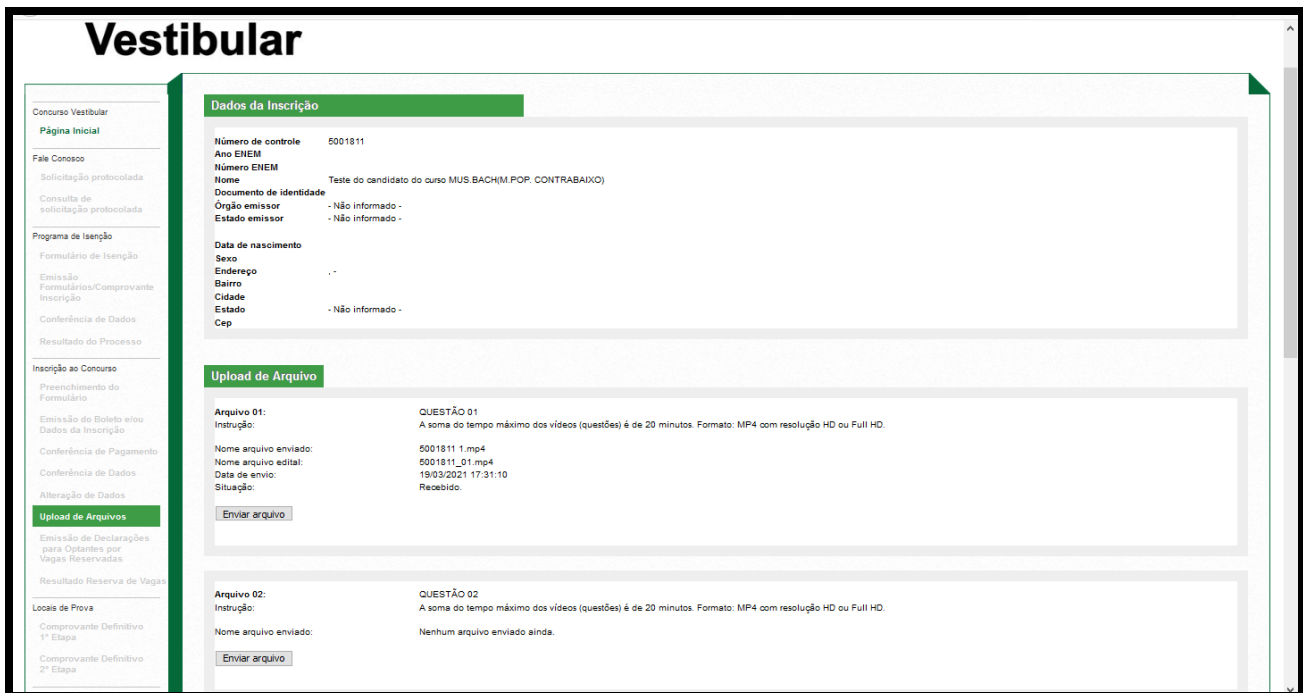 Vestibular
Concurso Vestibular
Página Inicial
Fale Conosco
Solicitação protocolada
Consulta de
solicitação protocolada
Programa de Isenção
Formulário de Isenção
Emissão
Formulários/Comprovante
Inscrição
Conferência de Dados
Resultado do Processo
Inscrição ao Concurso
Preenchimento do
Formulário
Emissão do Boleto e/ou
Dados da Inscrição
Conferência de Pagamento
Conferência de Dados
Alteração de Dados
Upload de Arquivos
Emissão de Declarações
para Optantes por
Vagas Reservadas
Resultado Reserva de Vagas
Locais de Prova
Comprovante Definitivo
1ª Etapa
Comprovante Definitivo
2ª Etapa
Dados da Inscrição
Número de controle 5001811
Ano ENEM
Número ENEM
Nome Teste do candidato do curso MUS.BACH(M.POP. CONTRABAIXO)
Documento de identidade
Órgão emissor - Não informado -
Estado emissor - Não informado -
Data de nascimento
Sexo
Endereço , -
Bairro
Cidade
Estado - Não informado -
Cep
Upload de Arquivo
Arquivo 01: QUESTÃO 01
Instrução: A soma do tempo máximo dos vídeos (questões) é de 20 minutos. Formato: MP4 com resolução HD ou Full HD.
Nome arquivo enviado: 5001811 1.mp4
Nome arquivo edital: 5001811_01.mp4
Data de envio: 19/03/2021 17:31:10
Situação: Recebido.
Enviar arquivo
Arquivo 02: QUESTÃO 02
Instrução: A soma do tempo máximo dos vídeos (questões) é de 20 minutos. Formato: MP4 com resolução HD ou Full HD.
Nome arquivo enviado: Nenhum arquivo enviado ainda.
Enviar arquivo